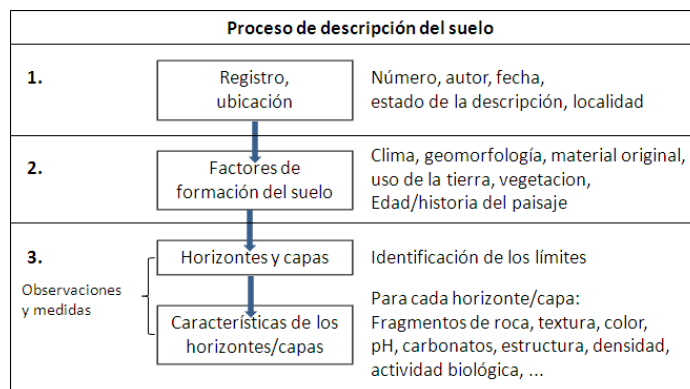 Proceso de descripción del suelo
1.
Registro,
ubicación
Número, autor, fecha,
estado de la descripción, localidad
2.
Factores de
formación del suelo
Clima, geomorfología, material original,
uso de la tierra, vegetacion,
Edad/historia del paisaje
3.
Observaciones
y medidas
Horizontes y capas
Identificación de los límites
Características de los
horizontes/capas
Para cada horizonte/capa:
Fragmentos de roca, textura, color,
pH, carbonatos, estructura, densidad,
actividad biológica, ...